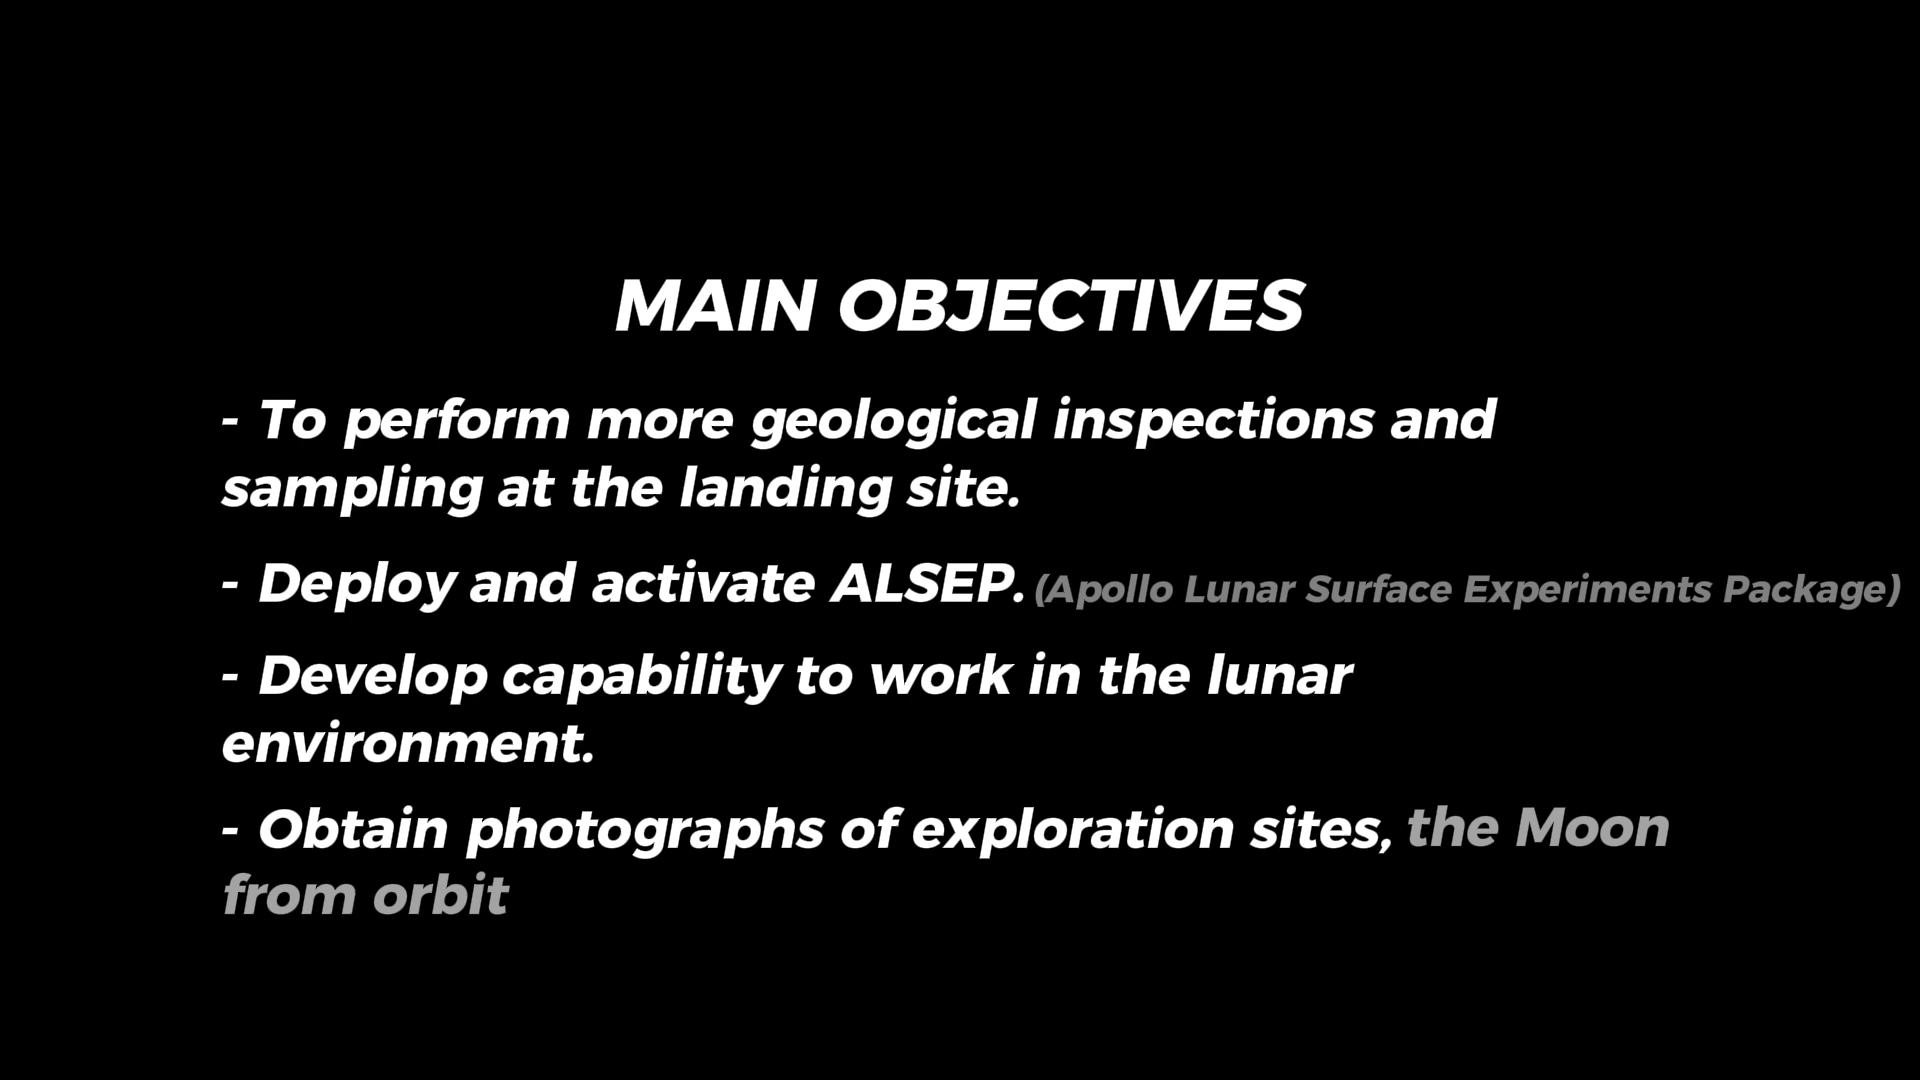 MAIN OBJECTIVES
- To perform more geological inspections and
sampling at the landing site.
- Deploy and activate ALSEP. (Apollo Lunar Surface Experiments Package)
- Develop capability to work in the lunar
environment.
- Obtain photographs of exploration sites, the Moon
from orbit